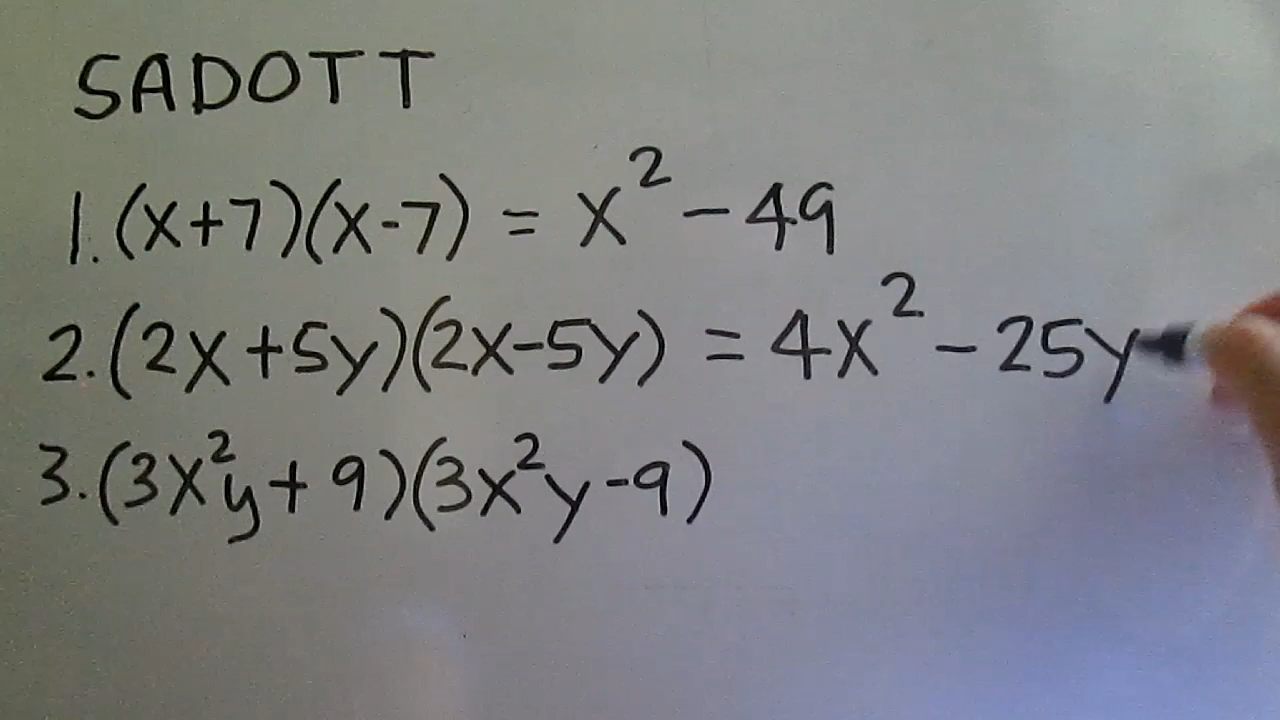 SADOTT
1. (x+7)(x-7) = x² - 49
2. (2x+5y)(2x-5y) = 4x² - 25y
3. (3x²y+9)(3x²y-9)